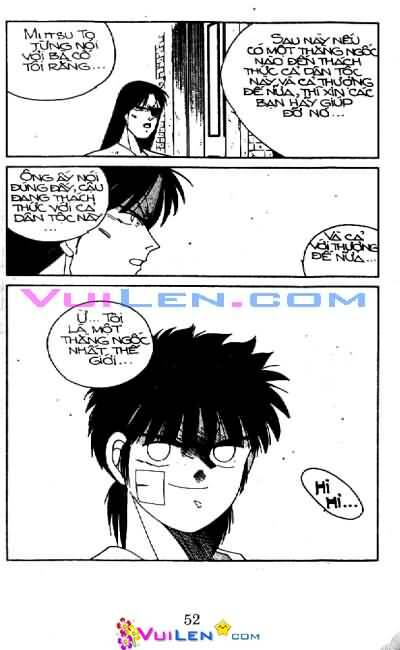 MITSU TO
TỪNG NÓI
VỚI BÀ CÔ
TÔI RẰNG...
SAU NÀY NẾU
CÓ MỘT THẰNG NGỐC
NÀO ĐẾN THÁCH
THỨC CẢ DÂN TỘC
NÀY VÀ CẢ THƯỢNG
ĐẾ NỮA, THÌ XIN CÁC
BẠN HÃY GIÚP
ĐỠ NÓ...
ÔNG ẤY NÓI
ĐÚNG ĐẤY, CẬU
ĐANG THÁCH
THỨC VỚI CẢ
DÂN TỘC NÀY...
VÀ CẢ
VỚI THƯỢNG
ĐẾ NỮA...
VUILEN.COM
Ừ... TÔI
LÀ MỘT
THẰNG NGỐC
NHẤT THẾ
GIỚI...
HI
HI...
52
VUILEN.COM